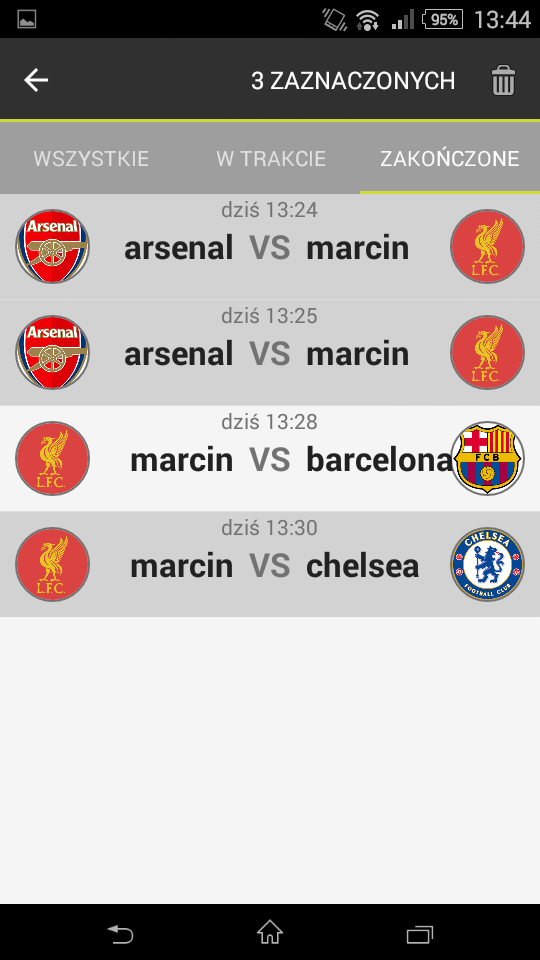 95% 13:44
3 ZAZNACZONYCH
WSZYSTKIE W TRAKCIE ZAKOŃCZONE
dziś 13:24
Arsenal arsenal VS marcin L.F.C.
dziś 13:25
Arsenal arsenal VS marcin L.F.C.
dziś 13:28
L.F.C. marcin VS barcelona FCB
dziś 13:30
L.F.C. marcin VS chelsea CHELSEA FOOTBALL CLUB